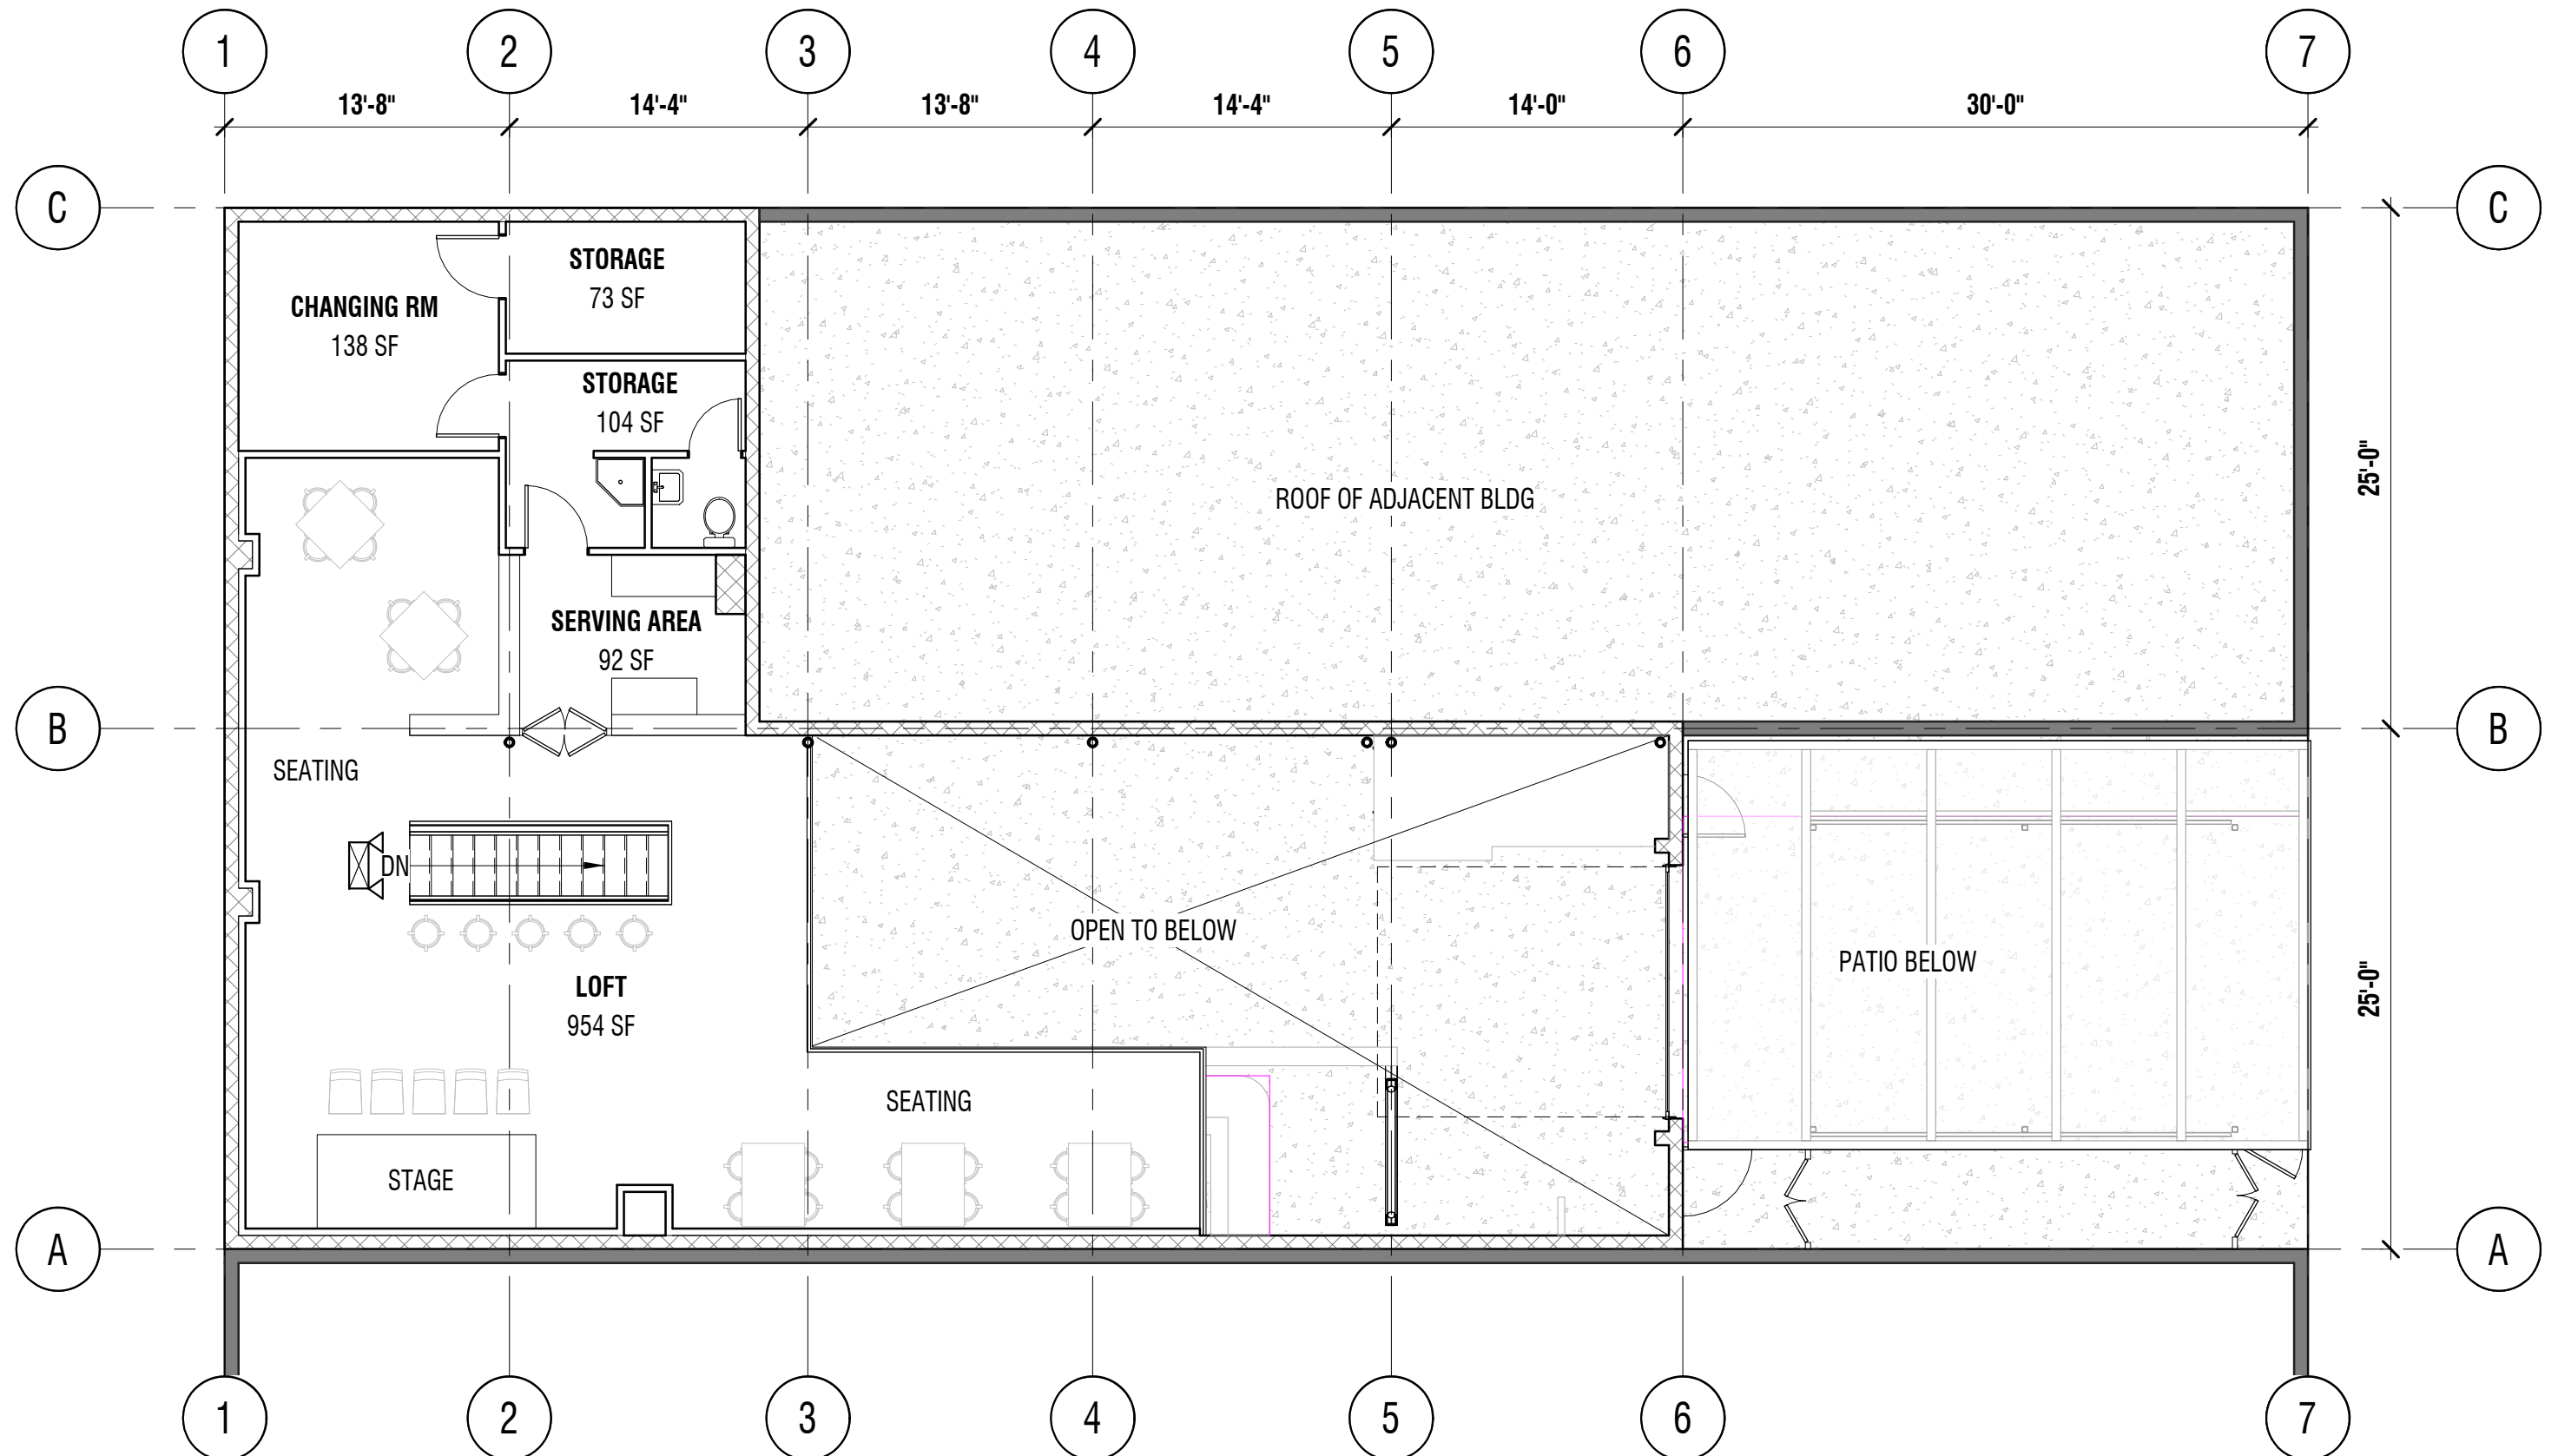 1 2 3 4 5 6 7
13'-8" 14'-4" 13'-8" 14'-4" 14'-0" 30'-0"
C C
STORAGE
73 SF
CHANGING RM
138 SF
STORAGE
104 SF
25'-0"
ROOF OF ADJACENT BLDG
SERVING AREA
92 SF
B B
SEATING
DN
OPEN TO BELOW
PATIO BELOW
25'-0"
LOFT
954 SF
SEATING
STAGE
A A
1 2 3 4 5 6 7